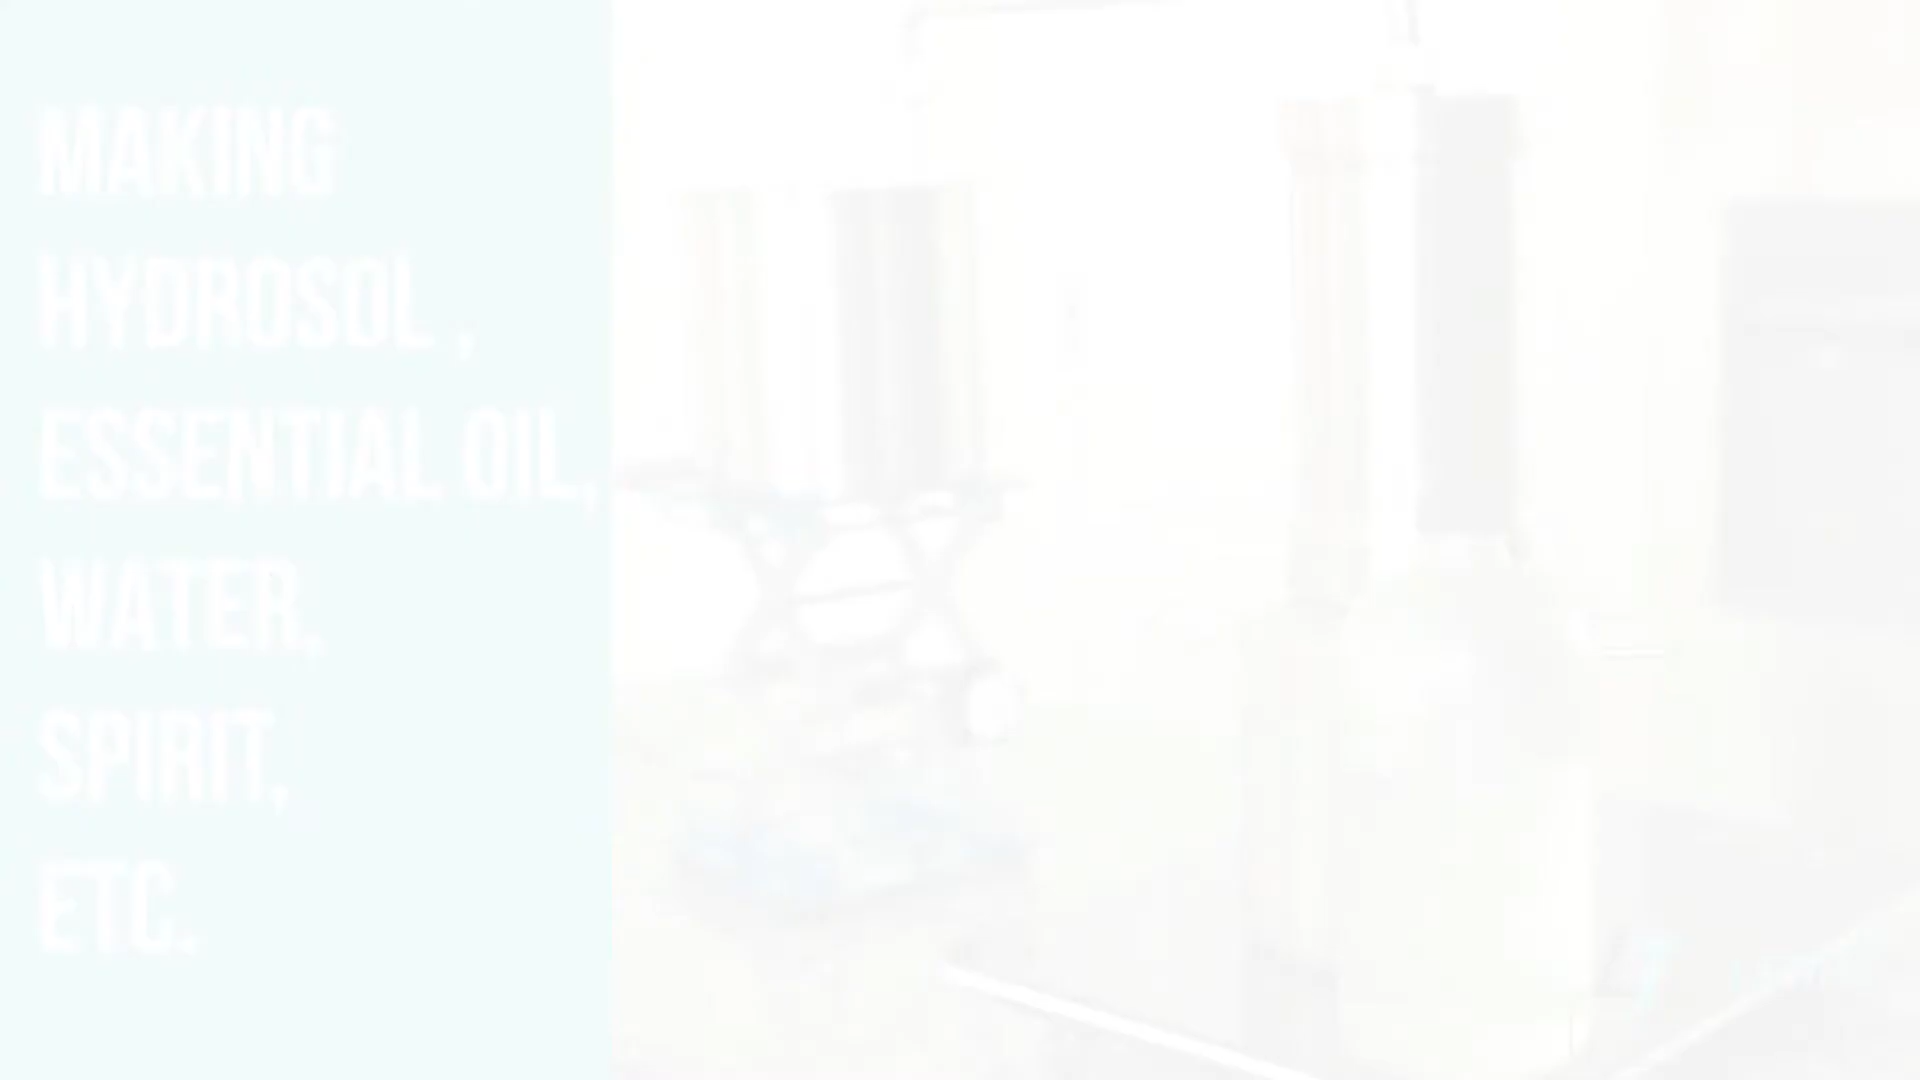 MAKING
HYDROSOL ,
ESSENTIAL OIL,
WATER,
SPIRIT,
ETC.